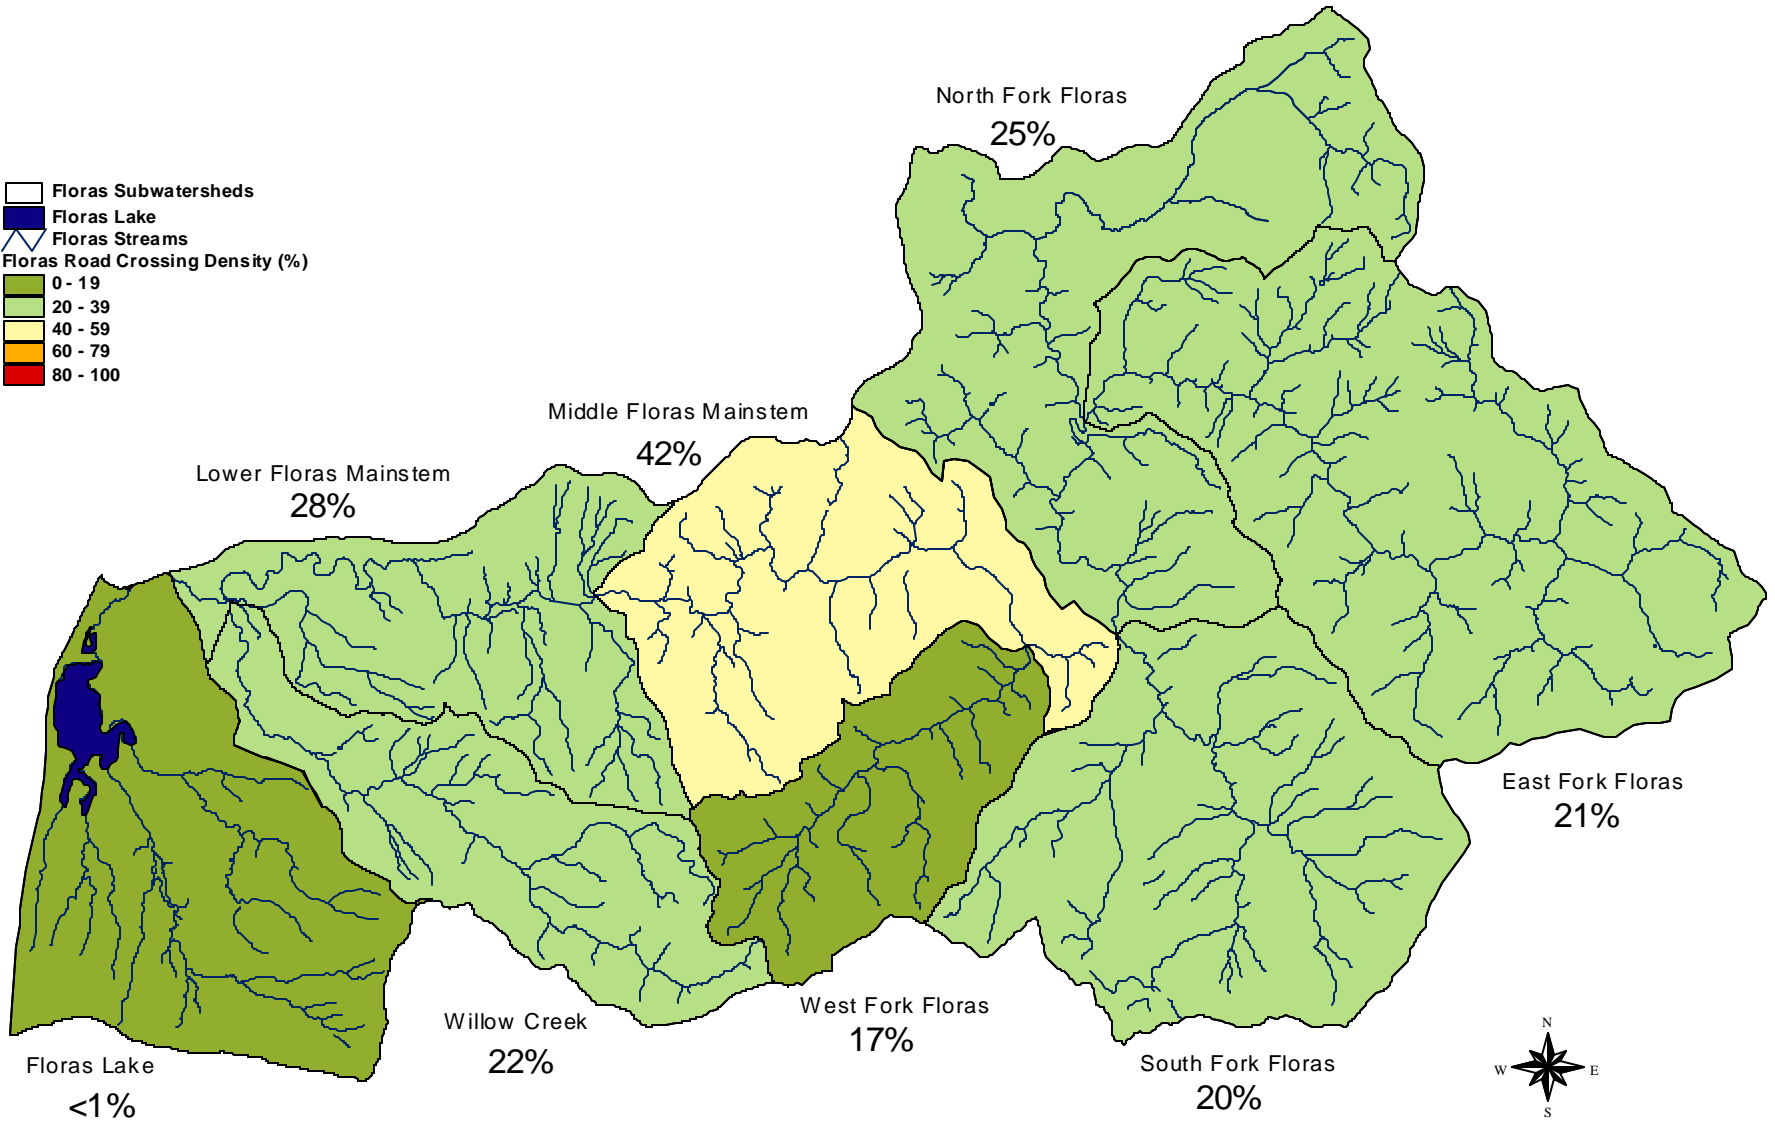 North Fork Floras
25%
Floras Subwatersheds
Floras Lake
Floras Streams
Floras Road Crossing Density (%)
0 - 19
20 - 39
40 - 59
60 - 79
80 - 100
Middle Floras Mainstem
42%
Lower Floras Mainstem
28%
East Fork Floras
21%
West Fork Floras
17%
Willow Creek
22%
South Fork Floras
20%
Floras Lake
<1%
N
W E
S